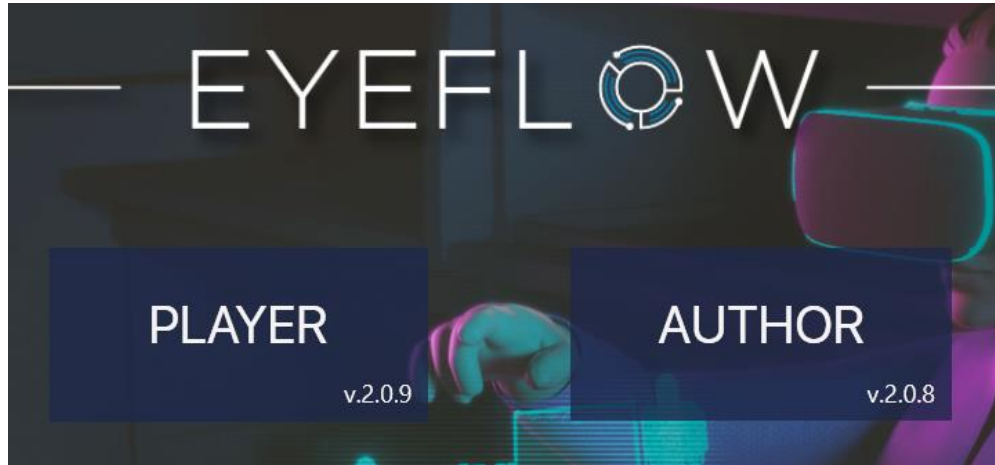 EYEFLOW
PLAYER
v.2.0.9
AUTHOR
v.2.0.8